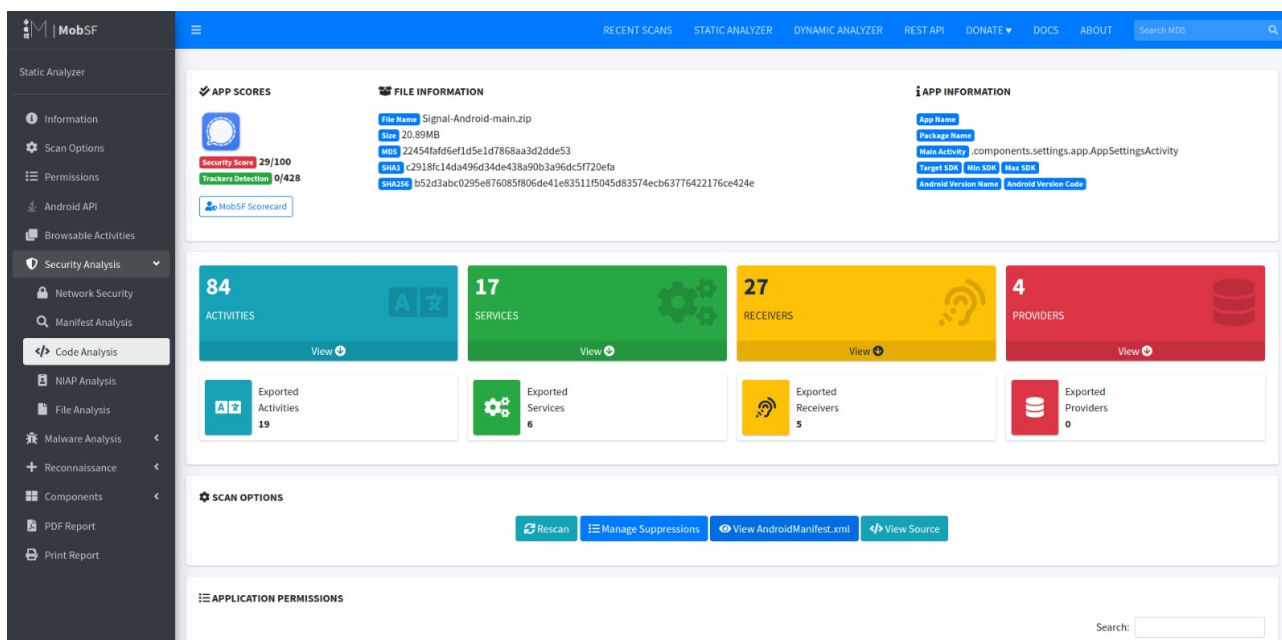 MobSF
RECENT SCANS STATIC ANALYZER DYNAMIC ANALYZER REST API DONATE ♥ DOCS ABOUT Search MD5
Static Analyzer
Information
Scan Options
Permissions
Android API
Browsable Activities
Security Analysis
Network Security
Manifest Analysis
</> Code Analysis
NIAP Analysis
File Analysis
Malware Analysis
Reconnaissance
Components
PDF Report
Print Report
APP SCORES
Security Score 29/100
Trackers Detection 0/428
MobSF Scorecard
FILE INFORMATION
File Name Signal-Android-main.zip
Size 20.89MB
MD5 22454fafd6ef1d5e1d7868aa3d2dde53
SHA1 c2918fc14da496d34de438a90b3a96dc5f720efa
SHA256 b52d3abc0295e876085f806de41e83511f5045d83574ecb63776422176ce424e
APP INFORMATION
App Name
Package Name
Main Activity .components.settings.app.AppSettingsActivity
Target SDK Min SDK Max SDK
Android Version Name Android Version Code
84
ACTIVITIES
View
17
SERVICES
View
27
RECEIVERS
View
4
PROVIDERS
View
Exported
Activities
19
Exported
Services
6
Exported
Receivers
5
Exported
Providers
0
SCAN OPTIONS
Rescan Manage Suppressions View AndroidManifest.xml </> View Source
APPLICATION PERMISSIONS
Search: